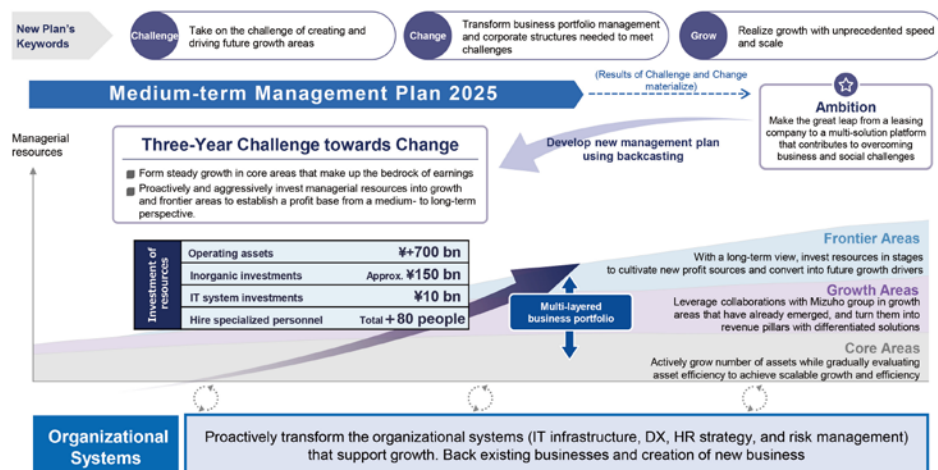 New Plan's
Keywords
Challenge
Take on the challenge of creating and
driving future growth areas
Change
Transform business portfolio management
and corporate structures needed to meet
challenges
Grow
Realize growth with unprecedented speed
and scale
Medium-term Management Plan 2025
(Results of Challenge and Change
materialize)
Ambition
Make the great leap from a leasing
company to a multi-solution platform
that contributes to overcoming
business and social challenges
Managerial
resources
Three-Year Challenge towards Change
Form steady growth in core areas that make up the bedrock of earnings
Proactively and aggressively invest managerial resources into growth
and frontier areas to establish a profit base from a medium- to long-term
perspective.
Develop new management plan
using backcasting
Investment of
resources
Operating assets ¥+700 bn
Inorganic investments Approx. ¥150 bn
IT system investments ¥10 bn
Hire specialized personnel Total +80 people
Multi-layered
business portfolio
Frontier Areas
With a long-term view, invest resources in stages
to cultivate new profit sources and convert into future growth drivers
Growth Areas
Leverage collaborations with Mizuho group in growth
areas that have already emerged, and turn them into
revenue pillars with differentiated solutions
Core Areas
Actively grow number of assets while gradually evaluating
asset efficiency to achieve scalable growth and efficiency
Organizational
Systems
Proactively transform the organizational systems (IT infrastructure, DX, HR strategy, and risk management)
that support growth. Back existing businesses and creation of new business